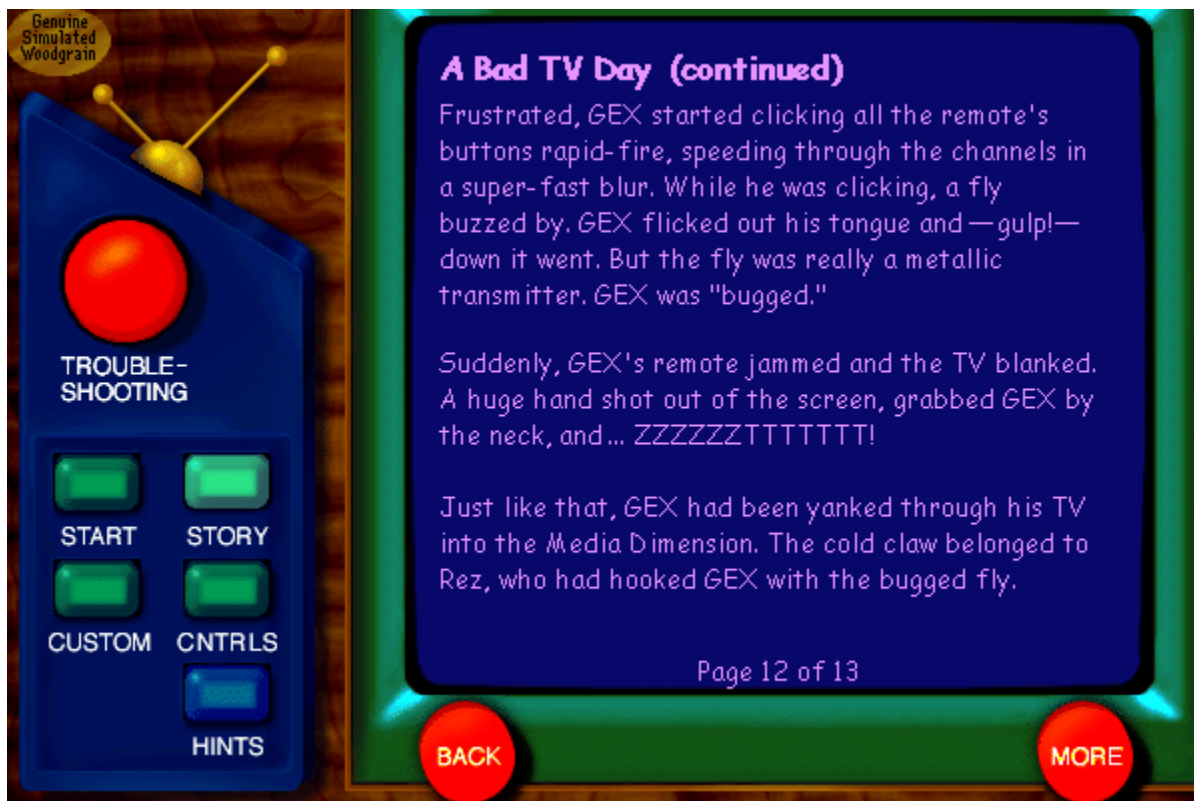 Genuine
Simulated
Woodgrain
TROUBLE-
SHOOTING
START
STORY
CUSTOM
CNTRLS
HINTS
A Bad TV Day (continued)
Frustrated, GEX started clicking all the remote's
buttons rapid-fire, speeding through the channels in
a super-fast blur. While he was clicking, a fly
buzzed by. GEX flicked out his tongue and —gulp!—
down it went. But the fly was really a metallic
transmitter. GEX was "bugged."
Suddenly, GEX's remote jammed and the TV blanked.
A huge hand shot out of the screen, grabbed GEX by
the neck, and... ZZZZZZTTTTTTT!
Just like that, GEX had been yanked through his TV
into the Media Dimension. The cold claw belonged to
Rez, who had hooked GEX with the bugged fly.
Page 12 of 13
BACK
MORE